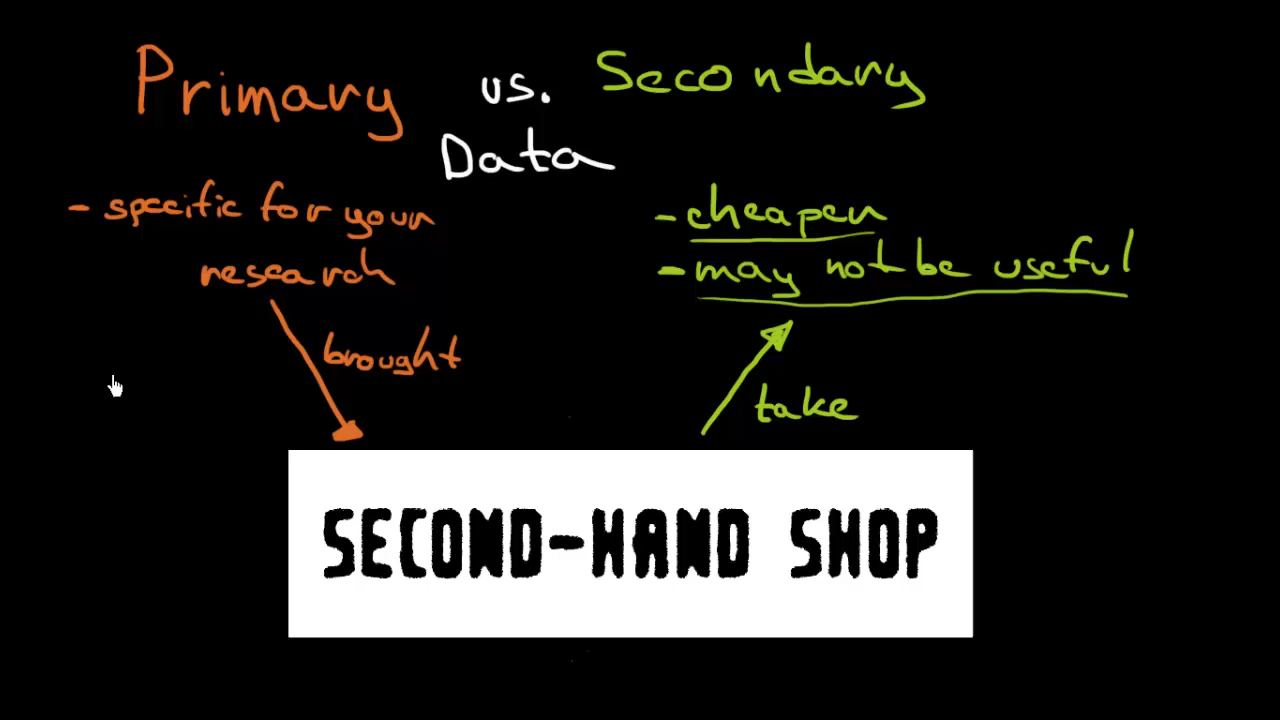 Primary vs. Secondary
Data
- specific for your
research
- cheaper
- may not be useful
brought
take
SECOND-HAND SHOP